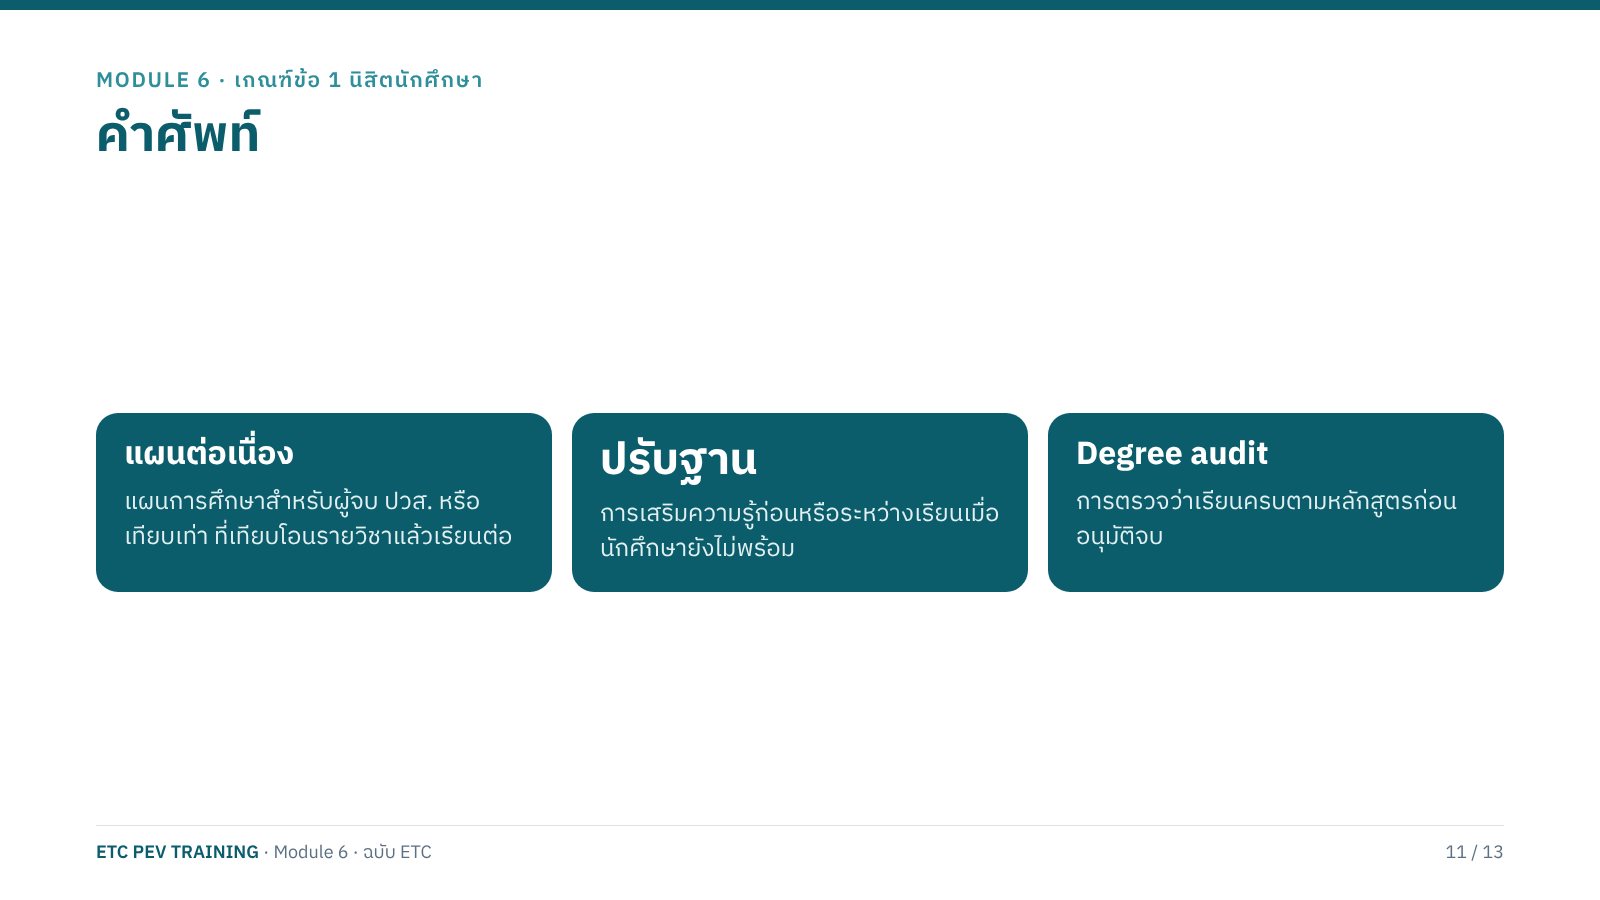 MODULE 6 · เกณฑ์ข้อ 1 นิสิตนักศึกษา
คำศัพท์
แผนต่อเนื่อง
แผนการศึกษาสำหรับผู้จบ ปวส. หรือ
เทียบเท่า ที่เทียบโอนรายวิชาแล้วเรียนต่อ
ปรับฐาน
การเสริมความรู้ก่อนหรือระหว่างเรียนเมื่อ
นักศึกษายังไม่พร้อม
Degree audit
การตรวจว่าเรียนครบตามหลักสูตรก่อน
อนุมัติจบ
ETC PEV TRAINING · Module 6 · ฉบับ ETC
11 / 13